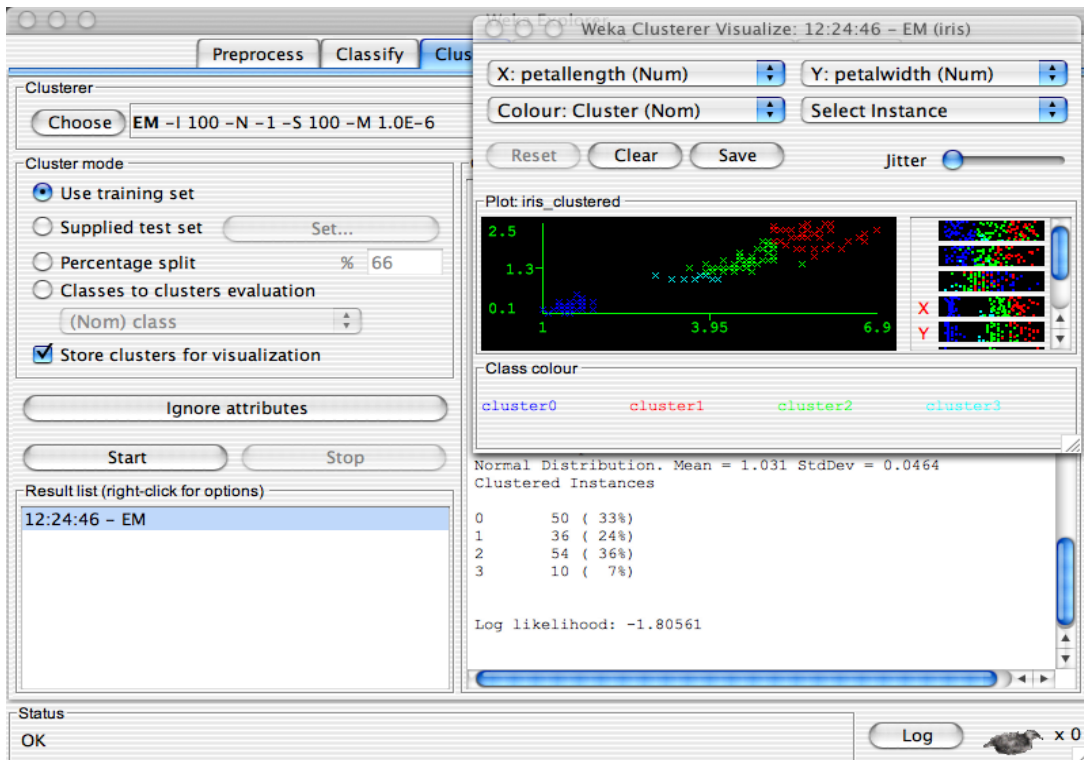 Weka Explorer
Weka Clusterer Visualize: 12:24:46 – EM (iris)
Preprocess
Classify
Clus
X: petallength (Num)
Y: petalwidth (Num)
Colour: Cluster (Nom)
Select Instance
Reset
Clear
Save
Jitter
Plot: iris_clustered
2.5
1.3
0.1
1
3.95
6.9
X
Y
Class colour
cluster0 cluster1 cluster2 cluster3
Clusterer
Choose
EM -I 100 -N -1 -S 100 -M 1.0E-6
Cluster mode
Use training set
Supplied test set
Set...
Percentage split
% 66
Classes to clusters evaluation
(Nom) class
Store clusters for visualization
Ignore attributes
Start
Stop
Result list (right-click for options)
12:24:46 – EM
Normal Distribution. Mean = 1.031 StdDev = 0.0464
Clustered Instances
0 50 ( 33%)
1 36 ( 24%)
2 54 ( 36%)
3 10 ( 7%)
Log likelihood: -1.80561
Status
OK
Log
x 0